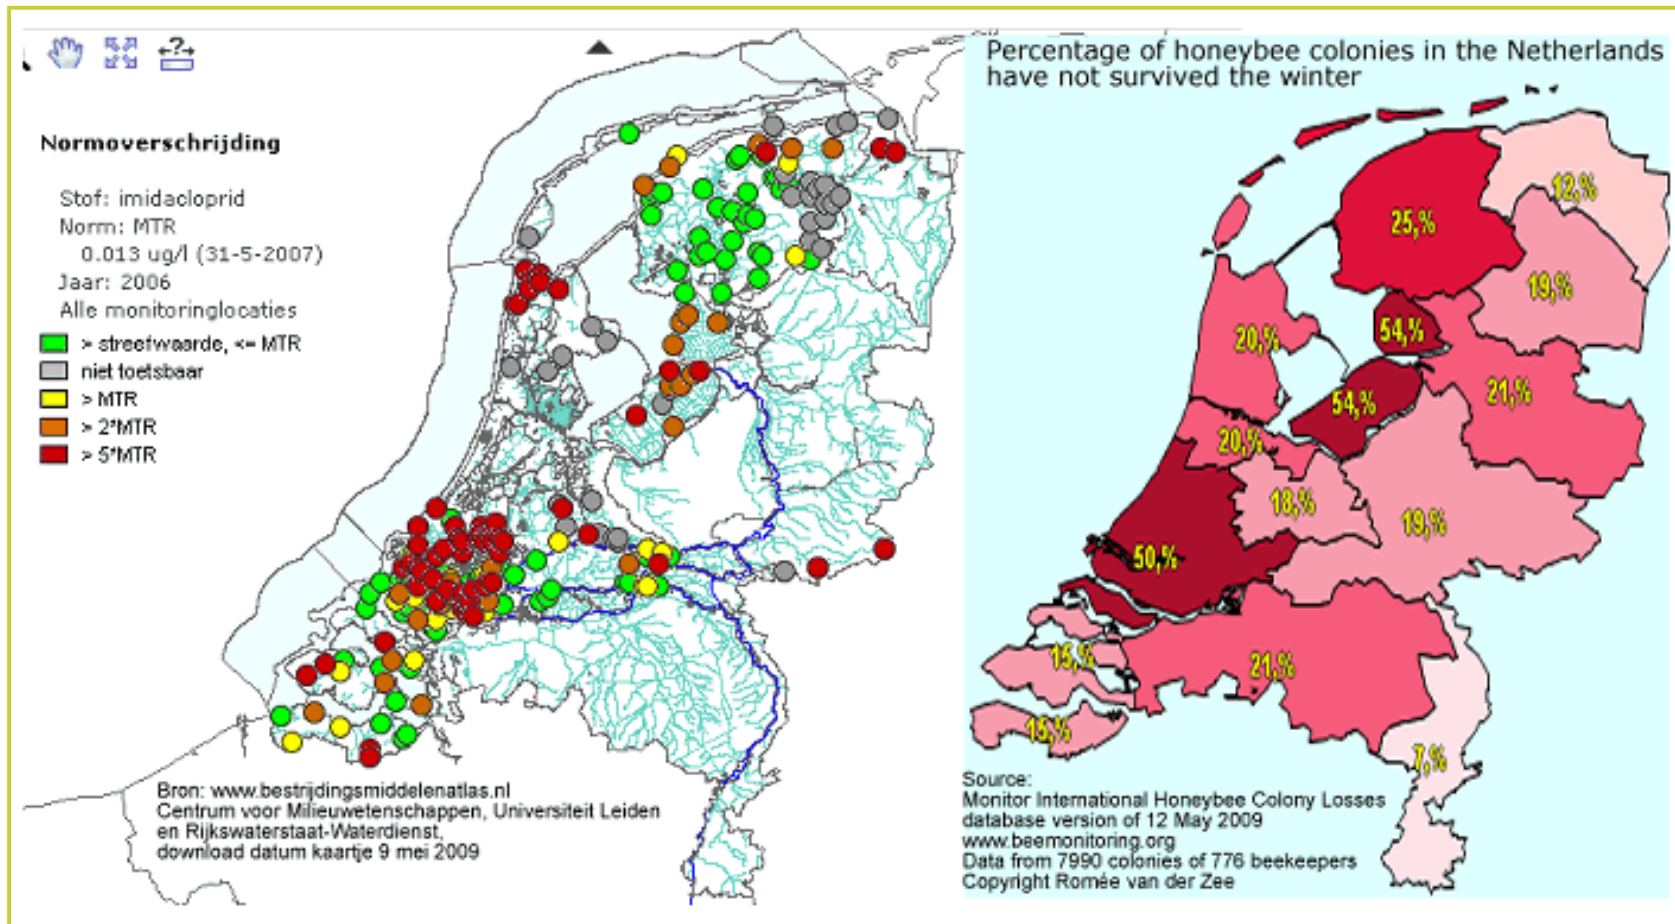 Normoverschrijding
Stof: imidacloprid
Norm: MTR
0.013 ug/l (31-5-2007)
Jaar: 2006
Alle monitoringlocaties
> streefwaarde, <= MTR
niet toetsbaar
> MTR
> 2*MTR
> 5*MTR
Bron: www.bestrijdingsmiddelenatlas.nl
Centrum voor Milieuwetenschappen, Universiteit Leiden
en Rijkswaterstaat-Waterdienst,
download datum kaartje 9 mei 2009
Percentage of honeybee colonies in the Netherlands
have not survived the winter
12,%
25,%
19,%
54,%
20,%
54,%
21,%
20,%
18,%
19,%
50,%
15,%
21,%
15,%
7,%
Source:
Monitor International Honeybee Colony Losses
database version of 12 May 2009
www.beemonitoring.org
Data from 7990 colonies of 776 beekeepers
Copyright Romée van der Zee